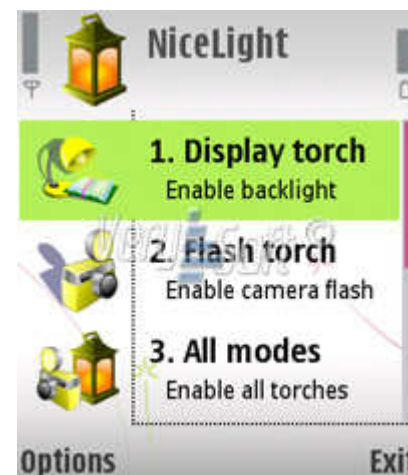 NiceLight
1. Display torch
Enable backlight
2. Flash torch
Enable camera flash
3. All modes
Enable all torches
Options Exit